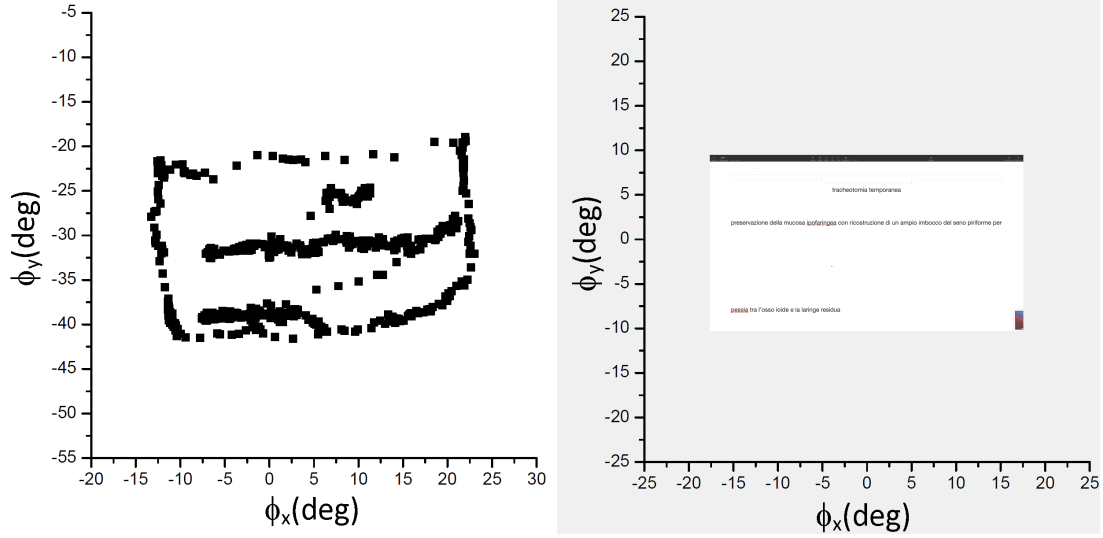 -5
-10
-15
-20
-25
-30
-35
-40
-45
-50
-55
-20 -15 -10 -5 0 5 10 15 20 25 30
ϕy(deg)
ϕx(deg)
25
20
15
10
5
0
-5
-10
-15
-20
-25
-25 -20 -15 -10 -5 0 5 10 15 20 25
ϕy(deg)
ϕx(deg)
tracheotomia temporanea
preservazione della mucosa ipofaringea con ricostruzione di un ampio imbocco del seno piriforme per
pessia tra l'osso ioide e la laringe residua